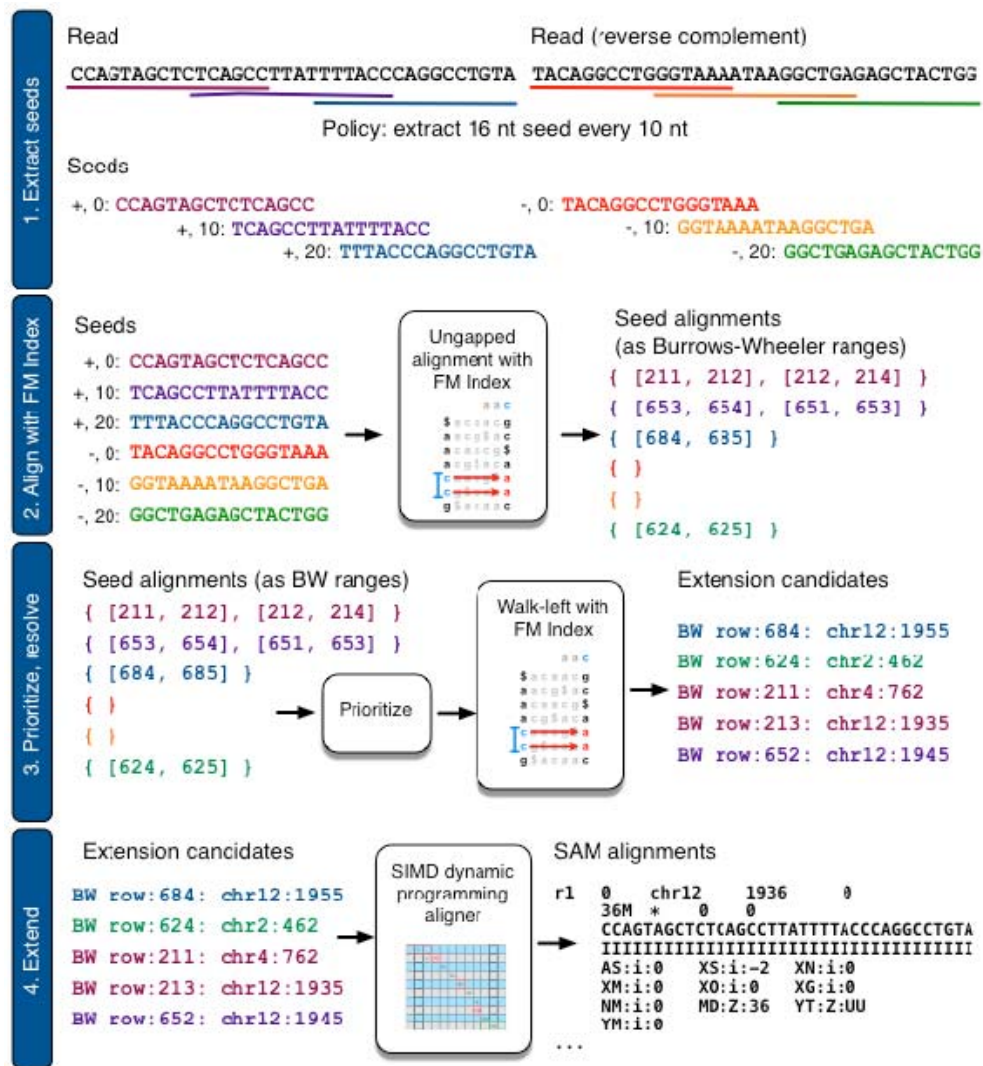 1. Extract seeds
Read
Read (reverse complement)
CCAGTAGCTCTCAGCCTTATTTTACCCAGGCCTGTA
TACAGGCCTGGGTAAAATAAGGCTGAGAGCTACTGG
Policy: extract 16 nt seed every 10 nt
Seeds
+, 0: CCAGTAGCTCTCAGCC
+, 10: TCAGCCTTATTTTACC
+, 20: TTTACCCAGGCCTGTA
-, 0: TACAGGCCTGGGTAAA
-, 10: GGTAAAATAAGGCTGA
-, 20: GGCTGAGAGCTACTGG
2. Align with FM Index
Seeds
+, 0: CCAGTAGCTCTCAGCC
+, 10: TCAGCCTTATTTTACC
+, 20: TTTACCCAGGCCTGTA
-, 0: TACAGGCCTGGGTAAA
-, 10: GGTAAAATAAGGCTGA
-, 20: GGCTGAGAGCTACTGG
Ungapped
alignment with
FM Index
a a c
$ a c a a c g
a a c g $ a c
a c a a c g $
a c g $ a c a
c a
c a
g $ a c a a c
Seed alignments
(as Burrows-Wheeler ranges)
{ [211, 212], [212, 214] }
{ [653, 654], [651, 653] }
{ [684, 685] }
{ }
{ }
{ [624, 625] }
3. Prioritize, resolve
Seed alignments (as BW ranges)
{ [211, 212], [212, 214] }
{ [653, 654], [651, 653] }
{ [684, 685] }
{ }
{ }
{ [624, 625] }
Prioritize
Walk-left with
FM Index
a a c
$ a c a a c g
a a c g $ a c
a c a a c g $
a c g $ a c a
c a
c a
g $ a c a a c
Extension candidates
BW row:684: chr12:1955
BW row:624: chr2:462
BW row:211: chr4:762
BW row:213: chr12:1935
BW row:652: chr12:1945
4. Extend
Extension candidates
BW row:684: chr12:1955
BW row:624: chr2:462
BW row:211: chr4:762
BW row:213: chr12:1935
BW row:652: chr12:1945
SIMD dynamic
programming
aligner
SAM alignments
r1 0 chr12 1936 0
36M * 0 0
CCAGTAGCTCTCAGCCTTATTTTACCCAGGCCTGTA
IIIIIIIIIIIIIIIIIIIIIIIIIIIIIIIIIIII
AS:i:0 XS:i:-2 XN:i:0
XM:i:0 XO:i:0 XG:i:0
NM:i:0 MD:Z:36 YT:Z:UU
YM:i:0
...